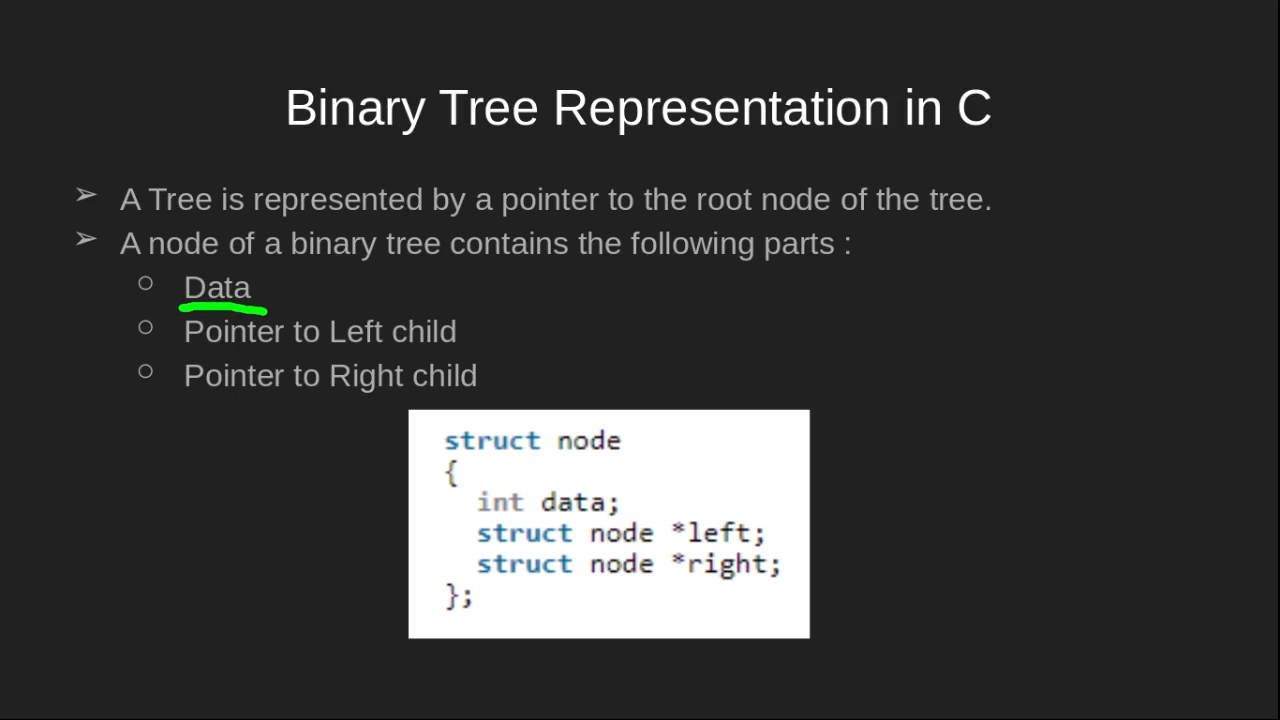 Binary Tree Representation in C
➢ A Tree is represented by a pointer to the root node of the tree.
➢ A node of a binary tree contains the following parts :
○ Data
○ Pointer to Left child
○ Pointer to Right child
struct node
{
int data;
struct node *left;
struct node *right;
};